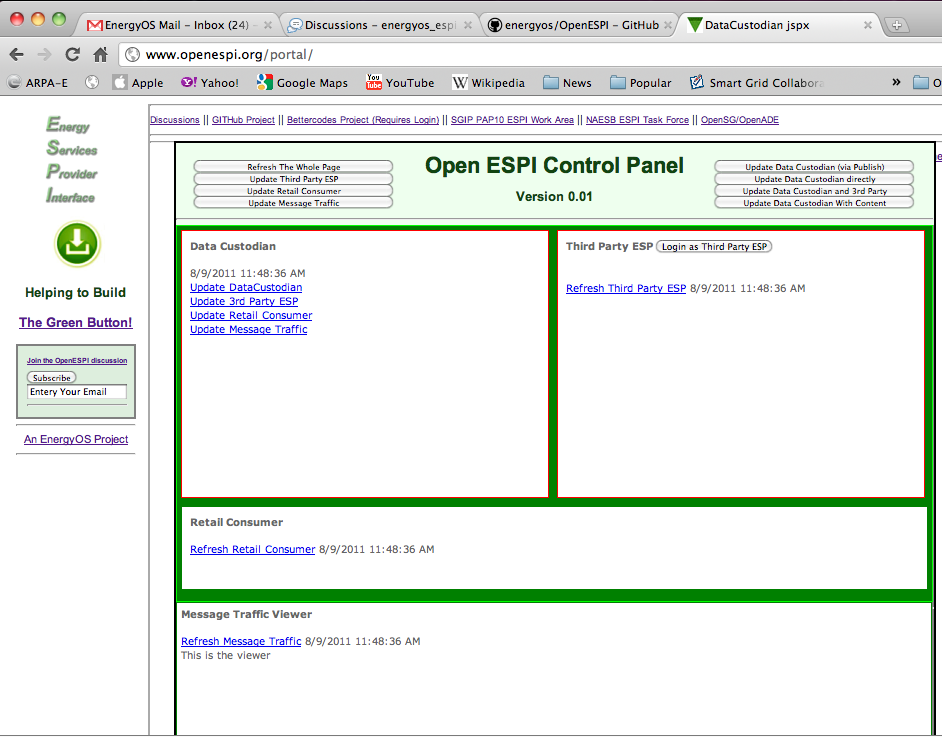 EnergyOS Mail – Inbox (24) –
Discussions – energyos_espi
energyos/OpenESPI – GitHub
DataCustodian jspx
www.openespi.org/portal/
ARPA-E
Apple
Yahoo!
Google Maps
YouTube
Wikipedia
News
Popular
Smart Grid Collabora
»
Energy
Services
Provider
Interface
Helping to Build
The Green Button!
Join the OpenESPI discussion
Subscribe
Entery Your Email
An EnergyOS Project
Discussions || GITHub Project || Bettercodes Project (Requires Login) || SGIP PAP10 ESPI Work Area || NAESB ESPI Task Force || OpenSG/OpenADE
Refresh The Whole Page
Update Third Party ESP
Update Retail Consumer
Update Message Traffic
Open ESPI Control Panel
Version 0.01
Update Data Custodian (via Publish)
Update Data Custodian directly
Update Data Custodian and 3rd Party
Update Data Custodian With Content
Data Custodian
8/9/2011 11:48:36 AM
Update DataCustodian
Update 3rd Party ESP
Update Retail Consumer
Update Message Traffic
Third Party ESP Login as Third Party ESP
Refresh Third Party ESP 8/9/2011 11:48:36 AM
Retail Consumer
Refresh Retail Consumer 8/9/2011 11:48:36 AM
Message Traffic Viewer
Refresh Message Traffic 8/9/2011 11:48:36 AM
This is the viewer